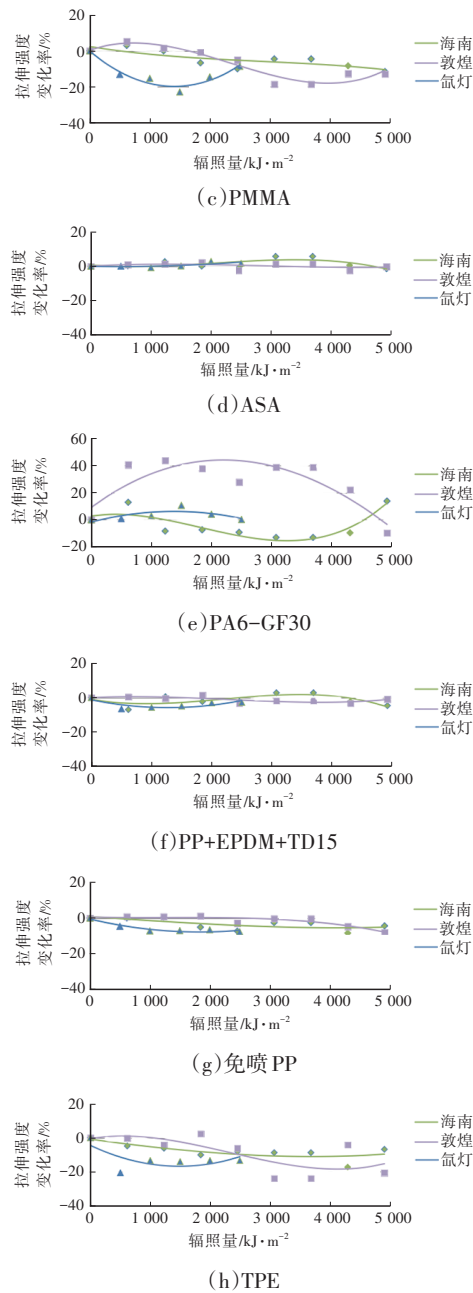 20
0
−20
−40
拉伸强度
变化率/%
0
1 000
2 000
3 000
4 000
5 000
辐照量/kJ·m⁻²
海南
敦煌
氙灯
(c)PMMA
20
0
−20
−40
拉伸强度
变化率/%
0
1 000
2 000
3 000
4 000
5 000
辐照量/kJ·m⁻²
海南
敦煌
氙灯
(d)ASA
60
40
20
0
−20
拉伸强度
变化率/%
0
1 000
2 000
3 000
4 000
5 000
辐照量/kJ·m⁻²
海南
敦煌
氙灯
(e)PA6−GF30
20
0
−20
−40
拉伸强度
变化率/%
0
1 000
2 000
3 000
4 000
5 000
辐照量/kJ·m⁻²
海南
敦煌
氙灯
(f)PP+EPDM+TD15
20
0
−20
−40
拉伸强度
变化率/%
0
1 000
2 000
3 000
4 000
5 000
辐照量/kJ·m⁻²
海南
敦煌
氙灯
(g)免喷PP
20
0
−20
−40
拉伸强度
变化率/%
0
1 000
2 000
3 000
4 000
5 000
辐照量/kJ·m⁻²
海南
敦煌
氙灯
(h)TPE